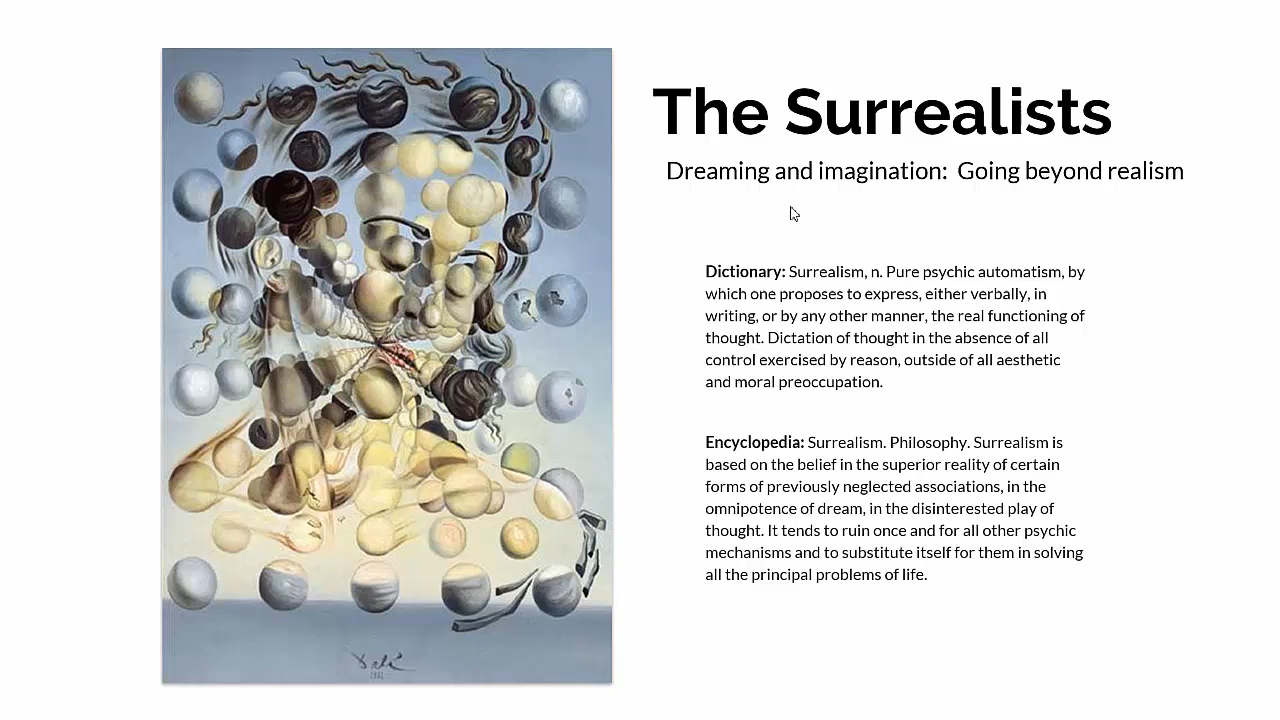 The Surrealists
Dreaming and imagination:  Going beyond realism
Dictionary: Surrealism, n. Pure psychic automatism, by
which one proposes to express, either verbally, in
writing, or by any other manner, the real functioning of
thought. Dictation of thought in the absence of all
control exercised by reason, outside of all aesthetic
and moral preoccupation.
Encyclopedia: Surrealism. Philosophy. Surrealism is
based on the belief in the superior reality of certain
forms of previously neglected associations, in the
omnipotence of dream, in the disinterested play of
thought. It tends to ruin once and for all other psychic
mechanisms and to substitute itself for them in solving
all the principal problems of life.
Dalí